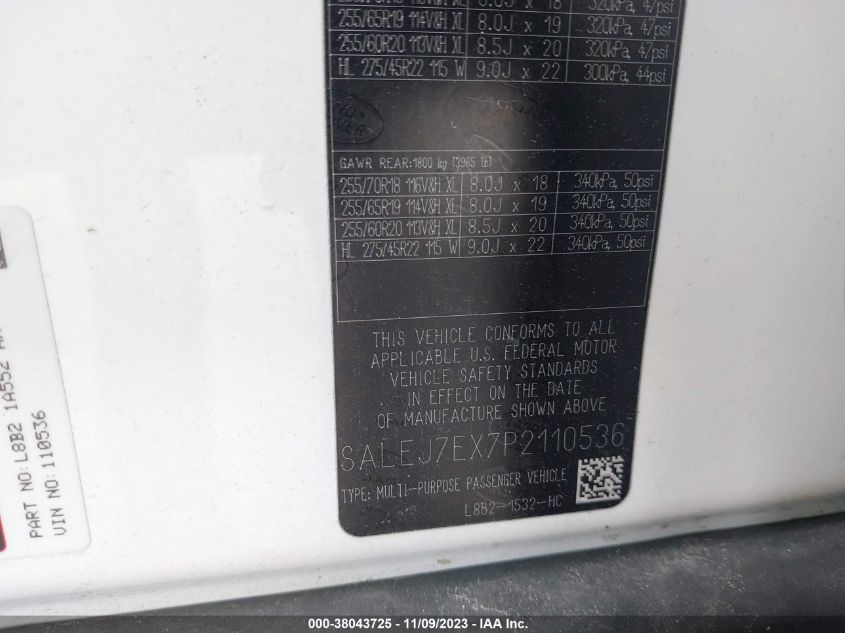 255/65R19 114V&H XL 8.0J x 19 320kPa, 47psi
255/60R20 113V&H XL 8.5J x 20 320kPa, 47psi
HL 275/45R22 115 W 9.0J x 22 300kPa, 44psi
GAWR REAR:1800 kg (3965 lb)
255/70R18 116V&H XL 8.0J x 18 340kPa, 50psi
255/65R19 114V&H XL 8.0J x 19 340kPa, 50psi
255/60R20 113V&H XL 8.5J x 20 340kPa, 50psi
HL 275/45R22 115 W 9.0J x 22 340kPa, 50psi
THIS VEHICLE CONFORMS TO ALL
APPLICABLE U.S. FEDERAL MOTOR
VEHICLE SAFETY STANDARDS
IN EFFECT ON THE DATE
OF MANUFACTURE SHOWN ABOVE
SALEJ7EX7P2110536
TYPE: MULTI-PURPOSE PASSENGER VEHICLE
L8B2-1532-HC
PART NO: L8B2 1A552
VIN NO: 110536
000-38043725 - 11/09/2023 - IAAI.com